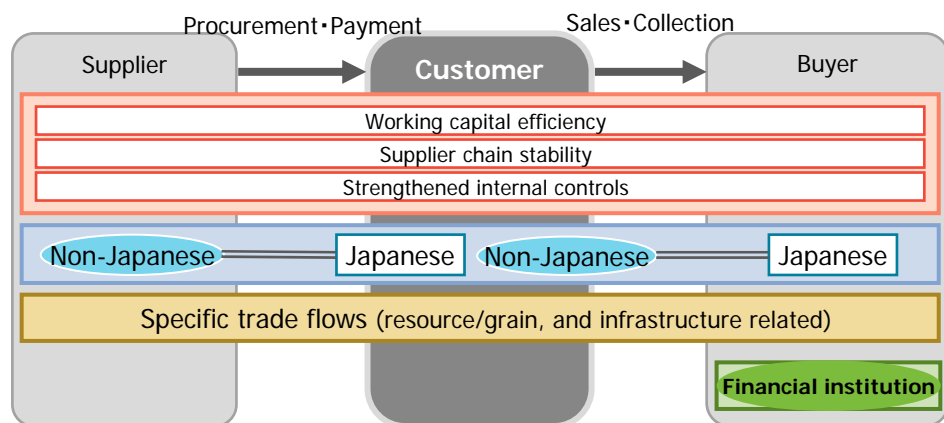 Procurement・Payment
Sales・Collection
Supplier
Customer
Buyer
Working capital efficiency
Supplier chain stability
Strengthened internal controls
Non-Japanese
Japanese
Non-Japanese
Japanese
Specific trade flows (resource/grain, and infrastructure related)
Financial institution